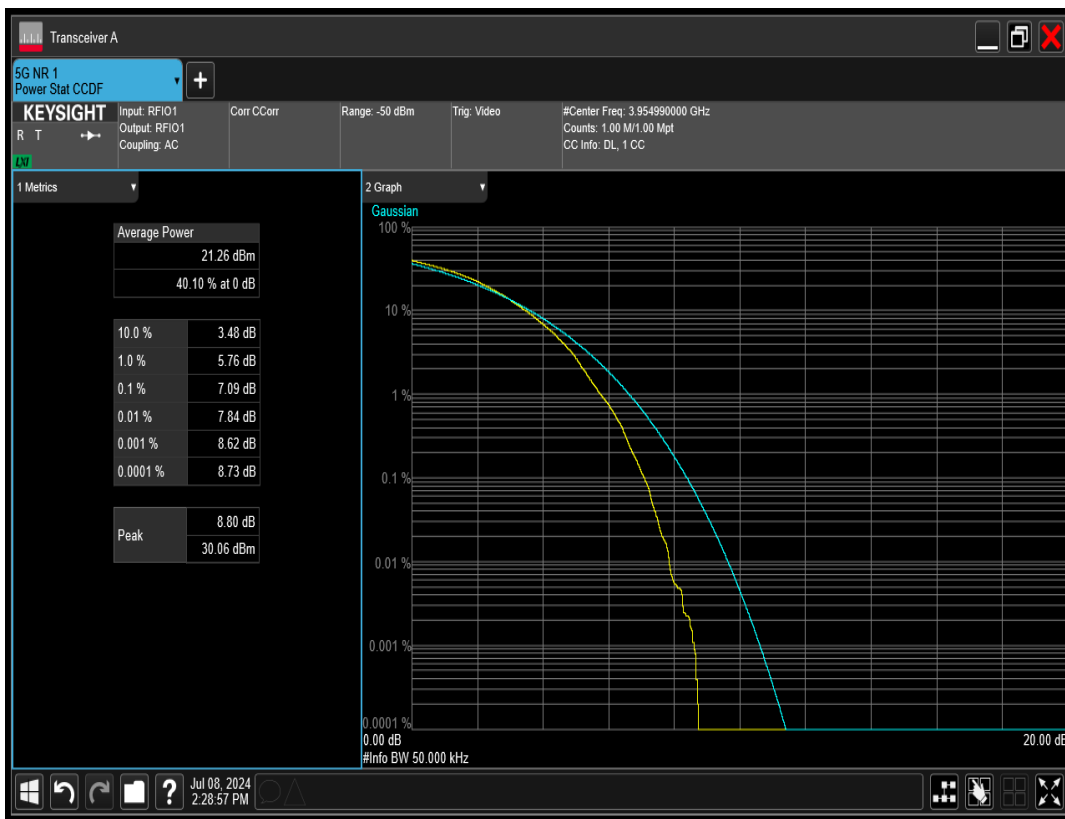 Transceiver A
5G NR 1
Power Stat CCDF
+
KEYSIGHT
R T
LXI
Input: RFIO1
Output: RFIO1
Coupling: AC
Corr CCorr
Range: -50 dBm
Trig: Video
#Center Freq: 3.954990000 GHz
Counts: 1.00 M/1.00 Mpt
CC Info: DL, 1 CC
1 Metrics
Average Power
21.26 dBm
40.10 % at 0 dB
10.0 % 3.48 dB
1.0 % 5.76 dB
0.1 % 7.09 dB
0.01 % 7.84 dB
0.001 % 8.62 dB
0.0001 % 8.73 dB
Peak
8.80 dB
30.06 dBm
2 Graph
Gaussian
100 %
10 %
1 %
0.1 %
0.01 %
0.001 %
0.0001 %
0.00 dB 20.00 dB
#Info BW 50.000 kHz
?
Jul 08, 2024
2:28:57 PM